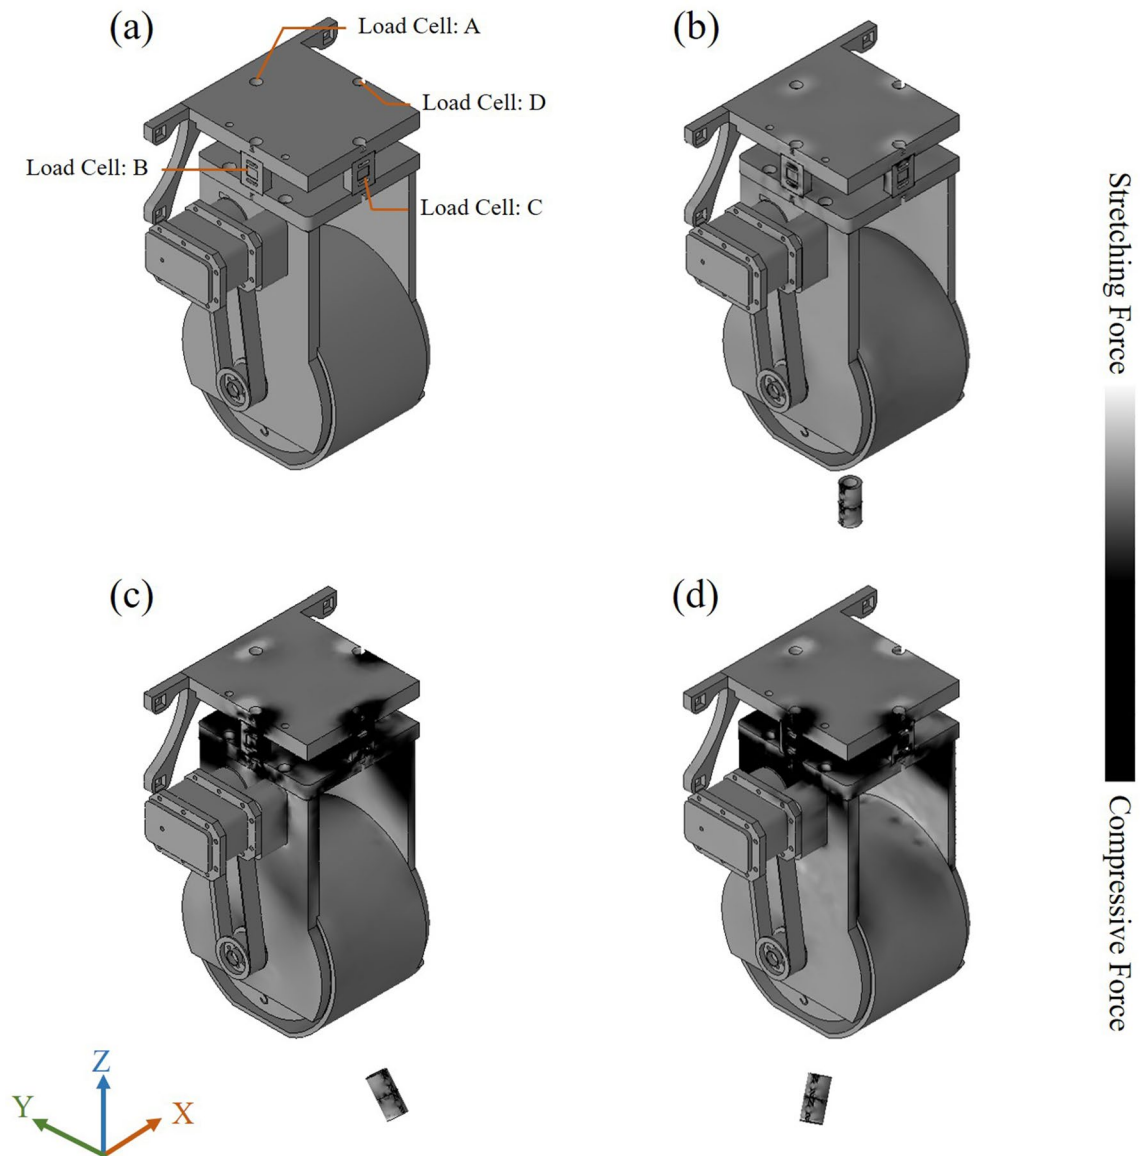 (a)
Load Cell: A
(b)
Load Cell: D
Load Cell: B
Load Cell: C
Stretching Force
Compressive Force
(c)
(d)
Z
Y
X